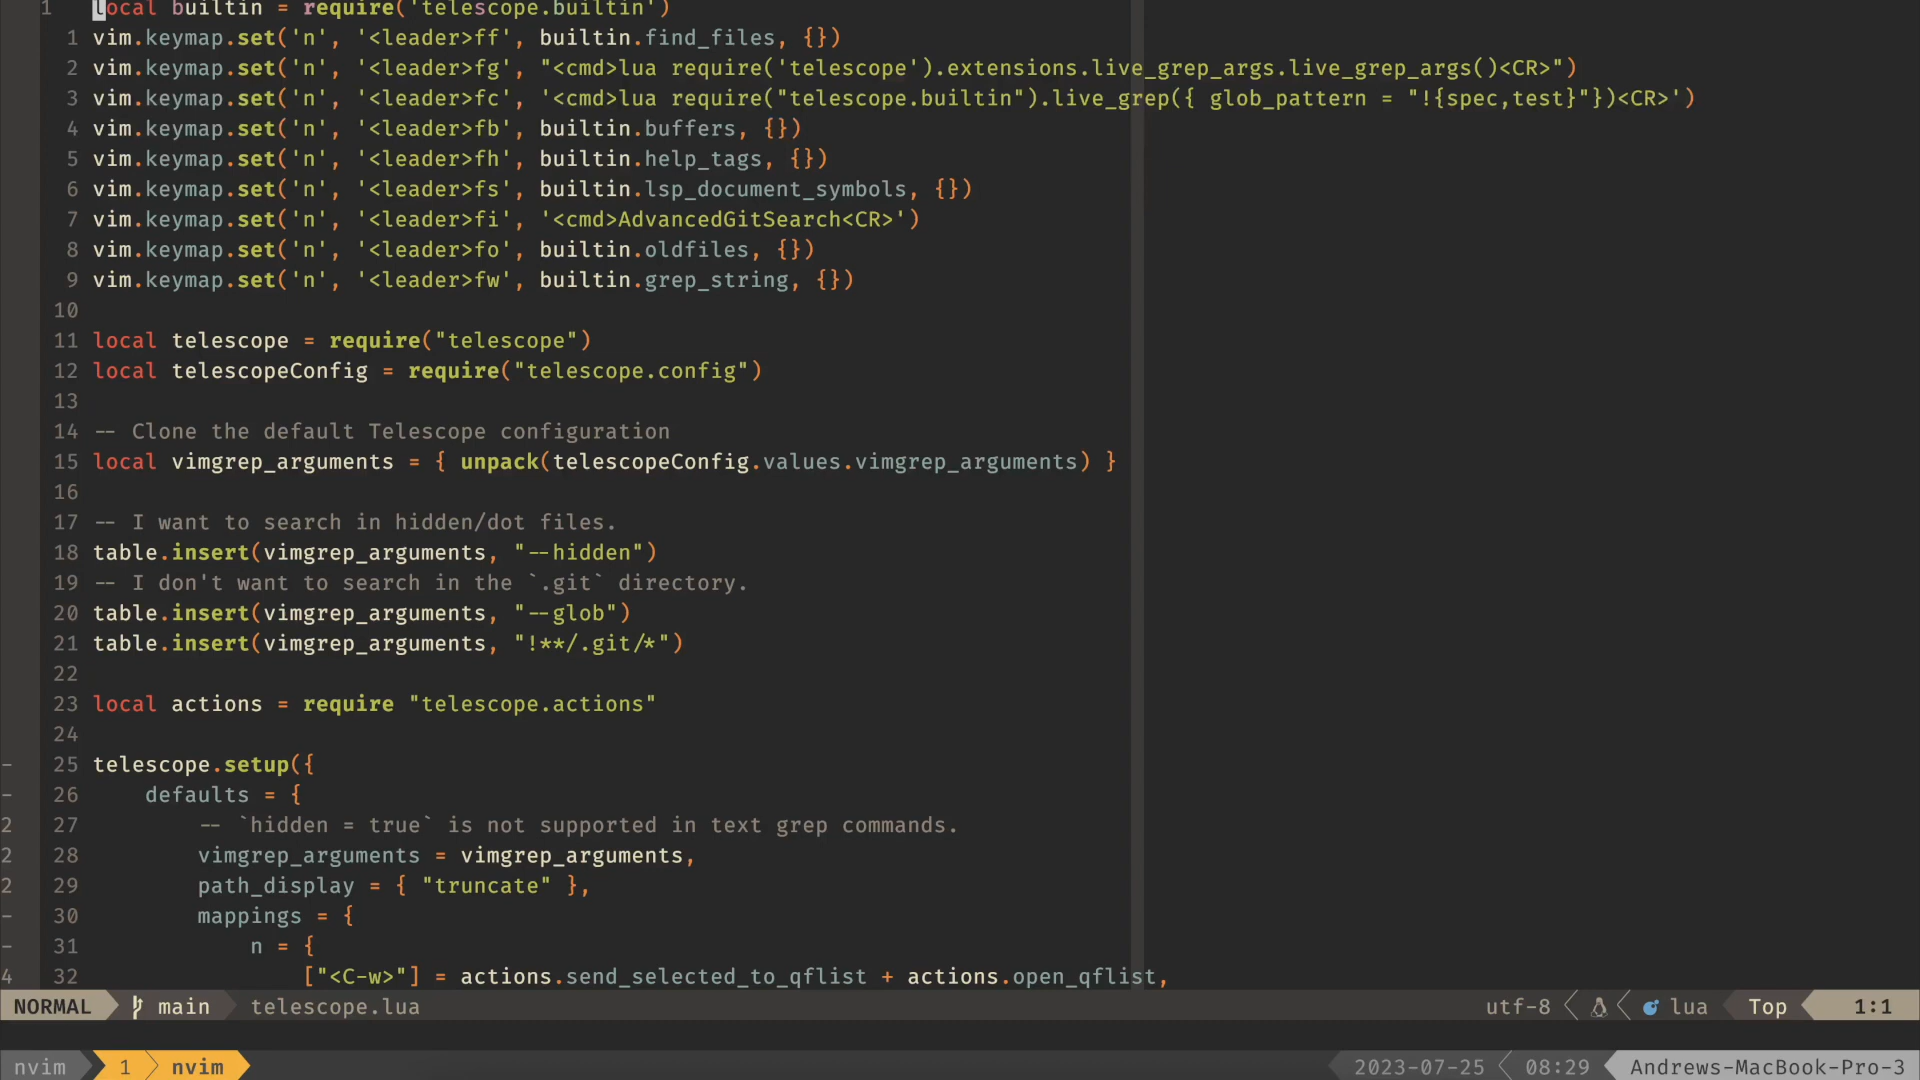 1 local builtin = require('telescope.builtin')
1 vim.keymap.set('n', '<leader>ff', builtin.find_files, {})
2 vim.keymap.set('n', '<leader>fg', "<cmd>lua require('telescope').extensions.live_grep_args.live_grep_args()<CR>")
3 vim.keymap.set('n', '<leader>fc', '<cmd>lua require("telescope.builtin").live_grep({ glob_pattern = "!{spec,test}"})<CR>')
4 vim.keymap.set('n', '<leader>fb', builtin.buffers, {})
5 vim.keymap.set('n', '<leader>fh', builtin.help_tags, {})
6 vim.keymap.set('n', '<leader>fs', builtin.lsp_document_symbols, {})
7 vim.keymap.set('n', '<leader>fi', '<cmd>AdvancedGitSearch<CR>')
8 vim.keymap.set('n', '<leader>fo', builtin.oldfiles, {})
9 vim.keymap.set('n', '<leader>fw', builtin.grep_string, {})
10
11 local telescope = require("telescope")
12 local telescopeConfig = require("telescope.config")
13
14 -- Clone the default Telescope configuration
15 local vimgrep_arguments = { unpack(telescopeConfig.values.vimgrep_arguments) }
16
17 -- I want to search in hidden/dot files.
18 table.insert(vimgrep_arguments, "--hidden")
19 -- I don't want to search in the `.git` directory.
20 table.insert(vimgrep_arguments, "--glob")
21 table.insert(vimgrep_arguments, "!**/.git/*")
22
23 local actions = require "telescope.actions"
24
- 25 telescope.setup({
- 26 defaults = {
2 27 -- `hidden = true` is not supported in text grep commands.
2 28 vimgrep_arguments = vimgrep_arguments,
2 29 path_display = { "truncate" },
- 30 mappings = {
- 31 n = {
4 32 ["<C-w>"] = actions.send_selected_to_qflist + actions.open_qflist,
NORMAL main telescope.lua utf-8 lua Top 1:1
nvim 1 nvim 2023-07-25 08:29 Andrews-MacBook-Pro-3